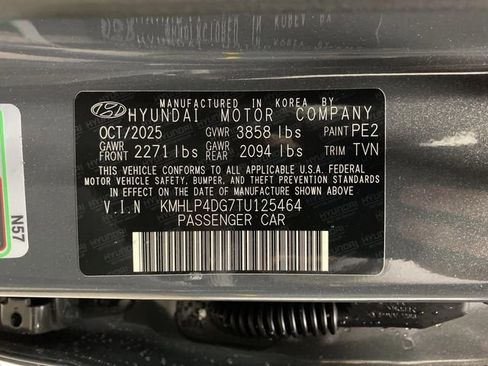 MANUFACTURED IN KOREA BY
HYUNDAI MOTOR COMPANY
OCT/2025 GVWR 3858 lbs PAINT PE2
GAWR FRONT 2271 lbs GAWR REAR 2094 lbs TRIM TVN
THIS VEHICLE CONFORMS TO ALL APPLICABLE U.S.A. FEDERAL
MOTOR VEHICLE SAFETY, BUMPER, AND THEFT PREVENTION STANDARDS
IN EFFECT ON THE DATE OF MANUFACTURE SHOWN ABOVE.
V.I.N KMHLP4DG7TU125464
PASSENGER CAR
N57